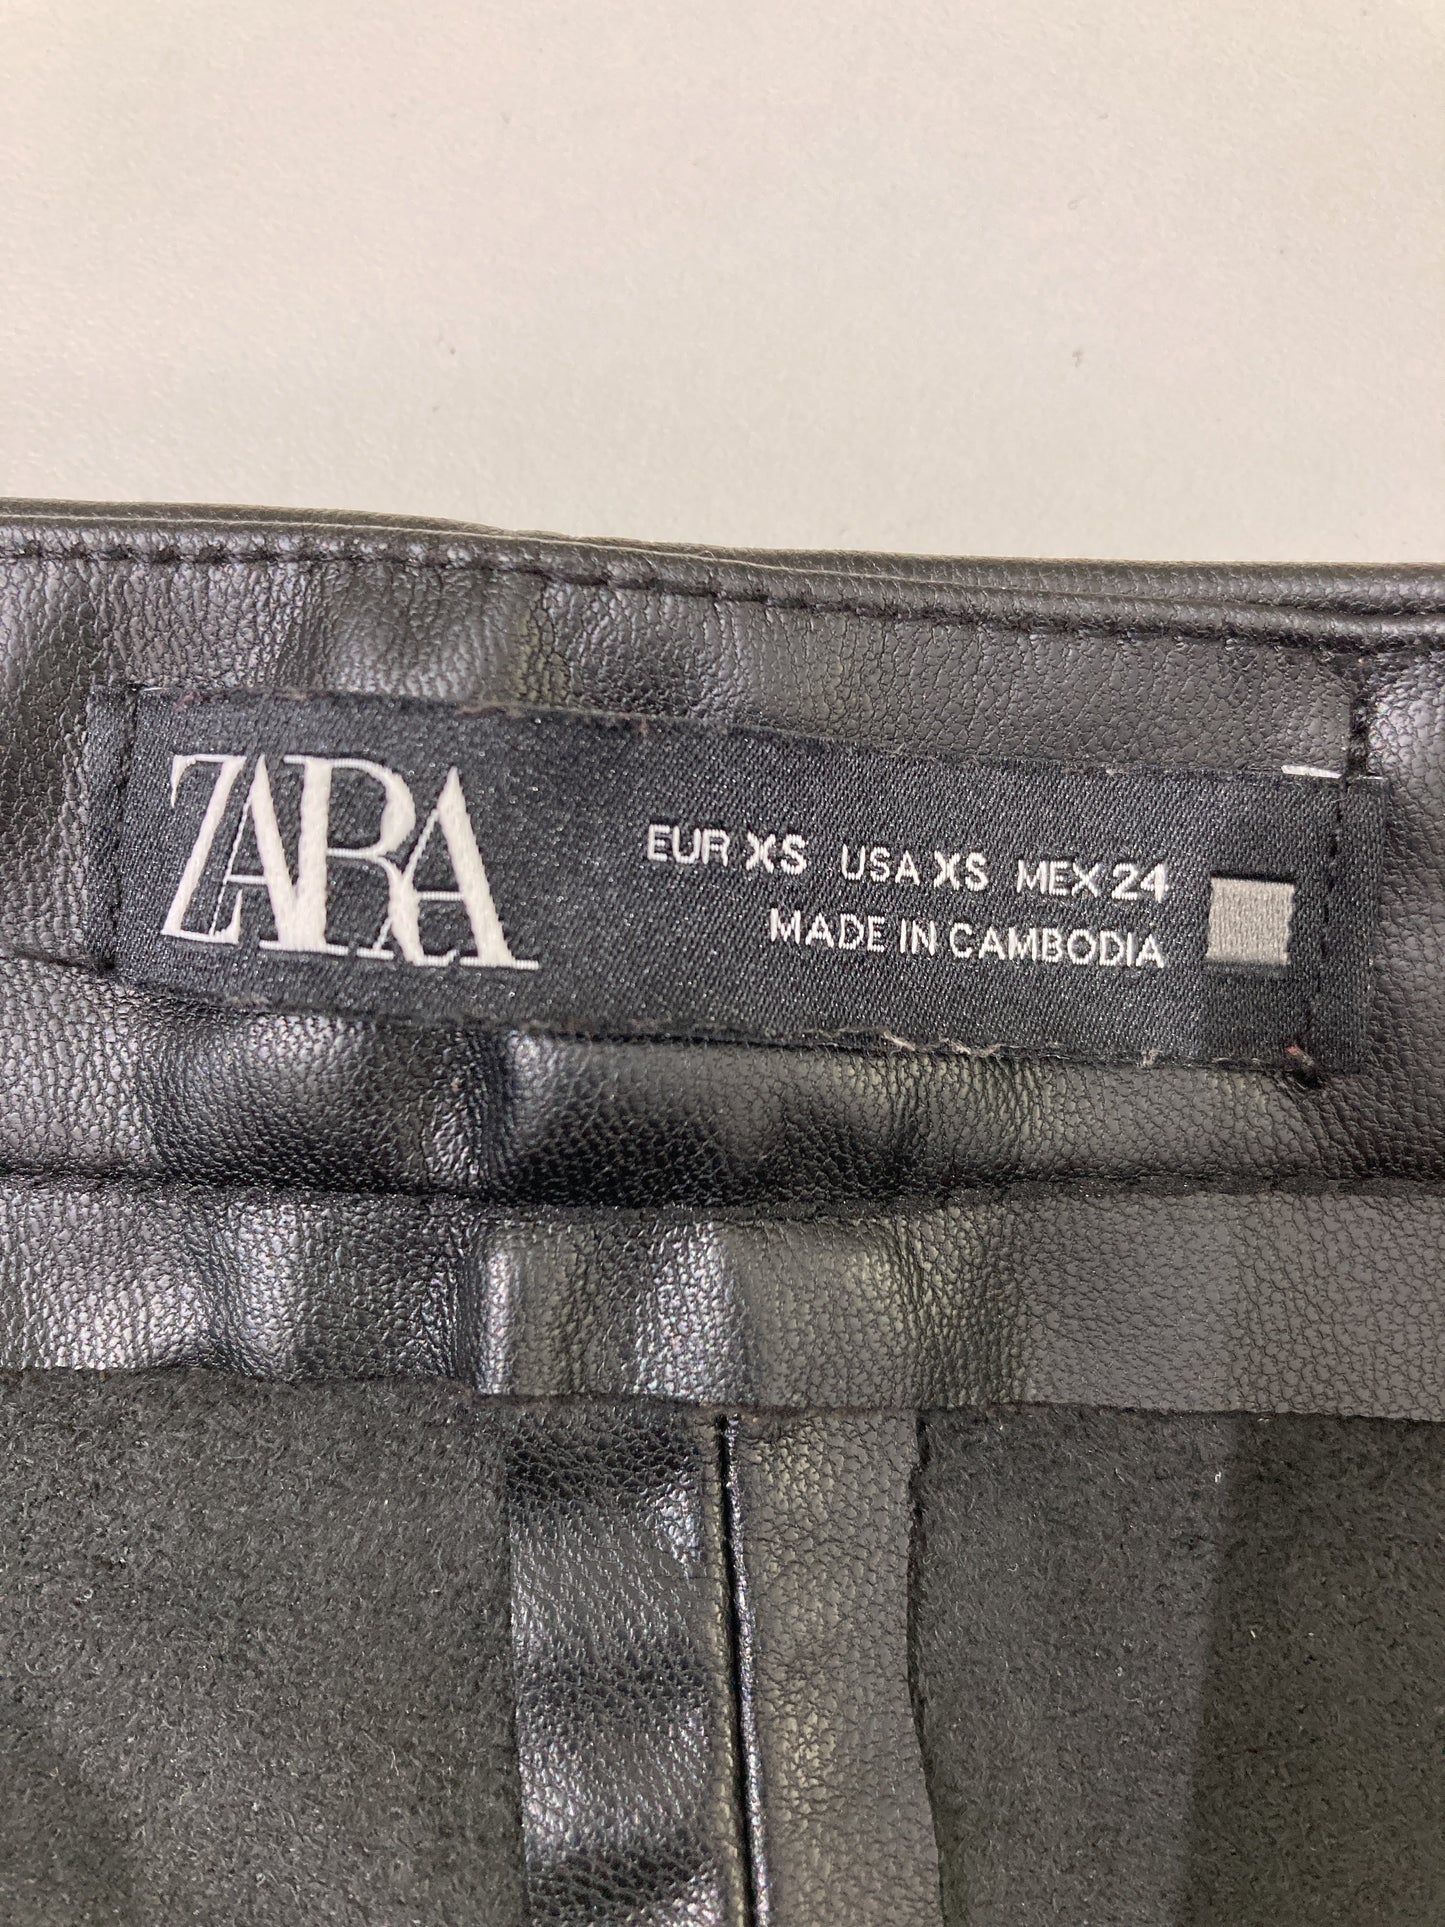 ZARA
EUR XS USA XS MEX 24
MADE IN CAMBODIA